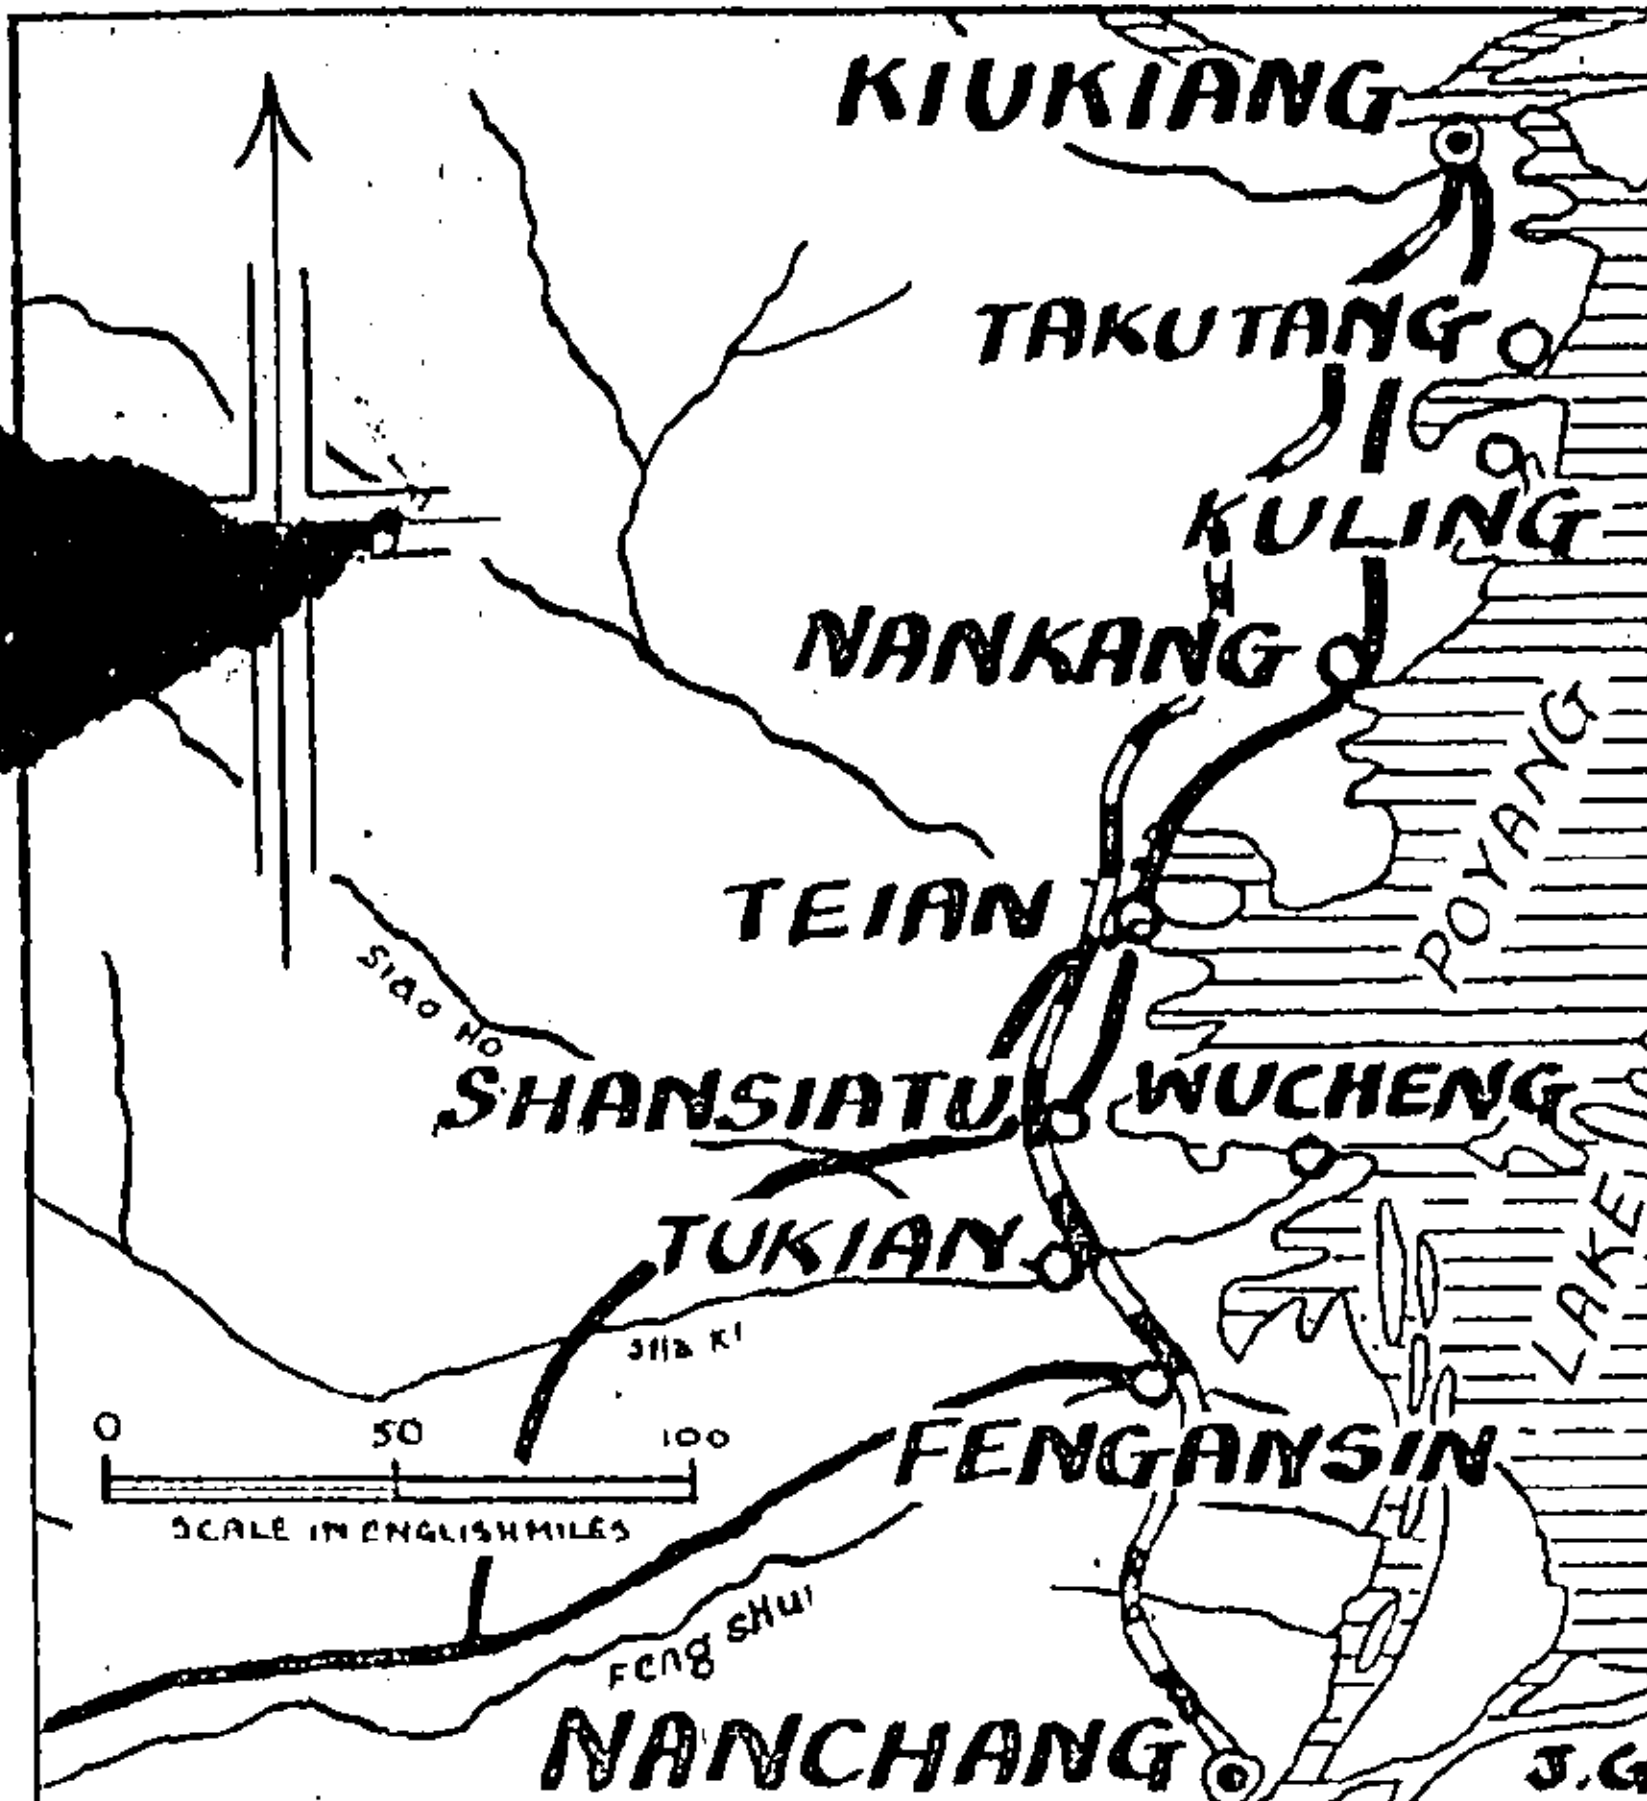 KIUKIANG
TAKUTANG
KULING
NANKANG
POYANG
TEIAN
SIAO HO
SHANSIATU
WUCHENG
LAKE
TUKIAN
0 50 100
FENGANSIN
SCALE IN ENGLISH MILES
FENG SHUI
NANCHANG
J.G